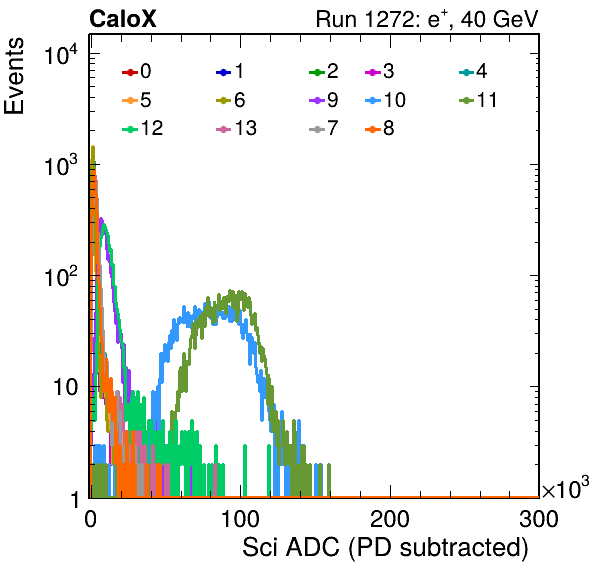 CaloX Run 1272: e⁺, 40 GeV
Events
10⁴
10³
10²
10
1
0 1 2 3 4
5 6 9 10 11
12 13 7 8
0 100 200 300
×10³
Sci ADC (PD subtracted)